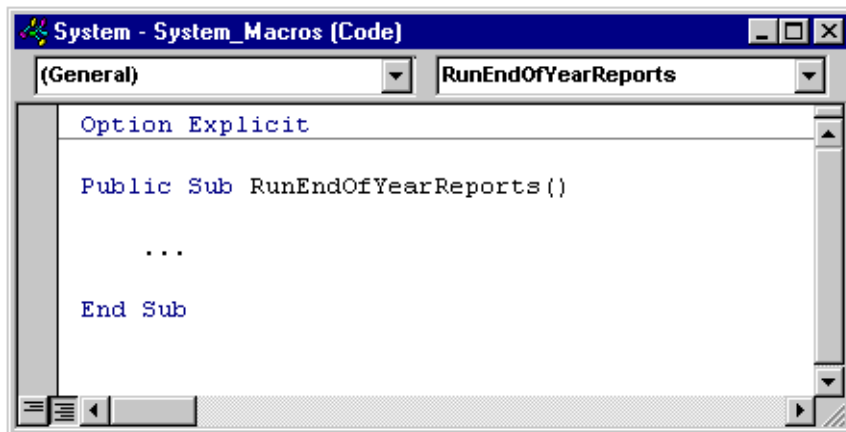 System - System_Macros (Code)
(General) RunEndOfYearReports
Option Explicit
Public Sub RunEndOfYearReports()
...
End Sub